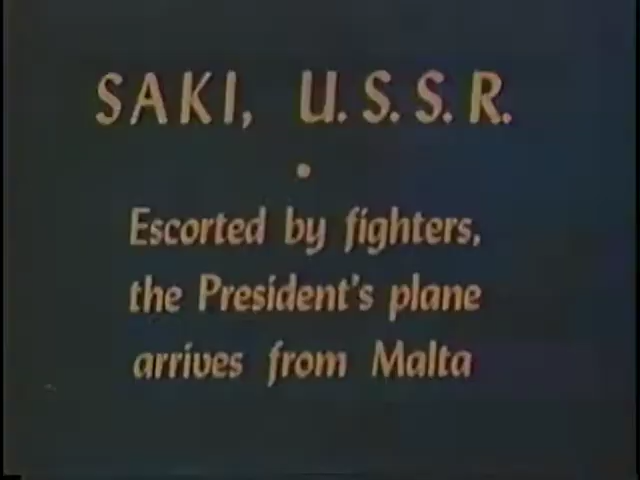 SAKI, U.S.S.R.
•
Escorted by fighters,
the President's plane
arrives from Malta